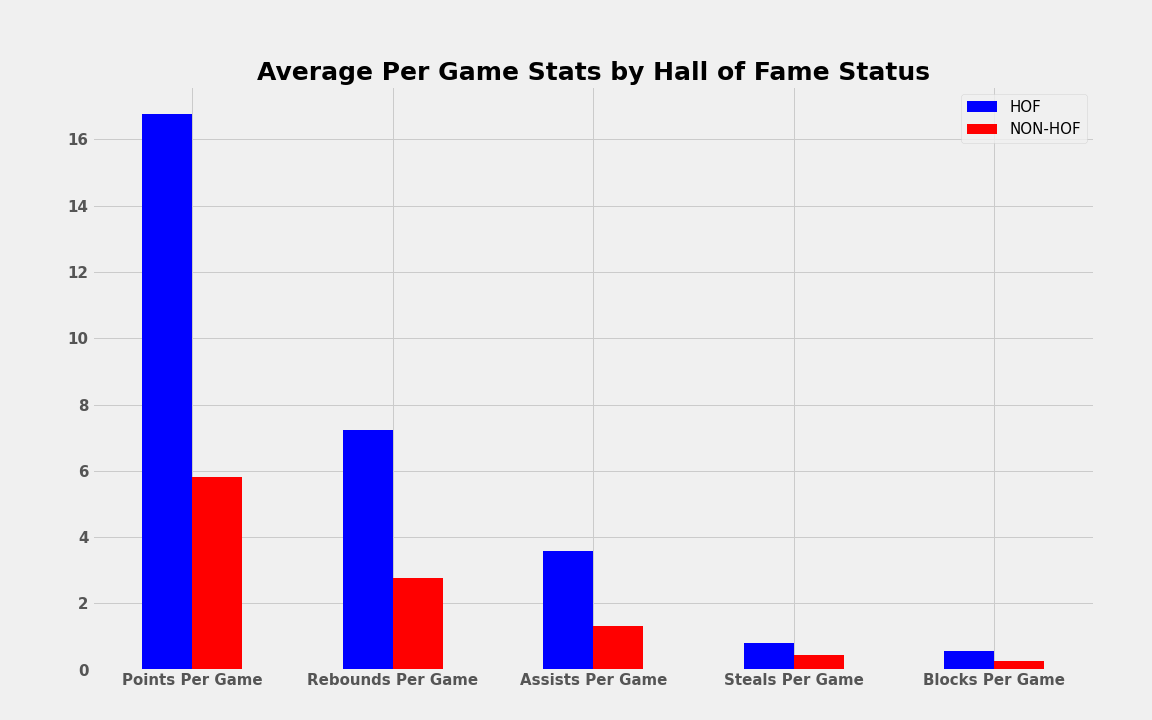 Average Per Game Stats by Hall of Fame Status
HOF
NON-HOF
16
14
12
10
8
6
4
2
0
Points Per Game Rebounds Per Game Assists Per Game Steals Per Game Blocks Per Game